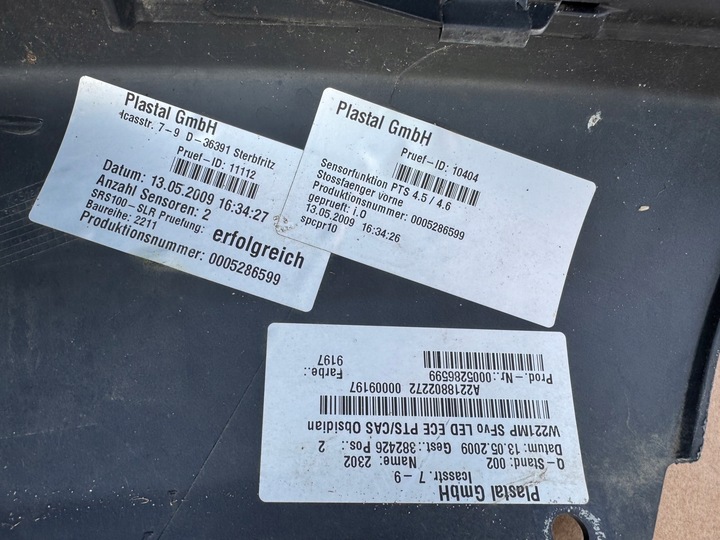 Plastal GmbH
Icasstr. 7-9 D-36391 Sterbfritz
Pruef-ID: 11112
Datum: 13.05.2009 16:34:27
Anzahl Sensoren: 2
SRS100-SLR Pruefung: erfolgreich
Baureihe: 2211
Produktionsnummer: 0005286599
Plastal GmbH
Pruef-ID: 10404
Sensorfunktion PTS 4.5 / 4.6
Stossfaenger vorne
Produktionsnummer: 0005286599
geprueft: I.O
13.05.2009 16:34:26
spcpr10
Plastal GmbH
Icasstr. 7-9
Q-Stand: 002 Name: 2302
Datum: 13.05.2009 Gest.: 382426 Pos.: 2
W221MP SFvo LED ECE PTS/CAS Obsidian
A2218802272 00009197
Prod.-Nr.:0005286599 Farbe.:
9197